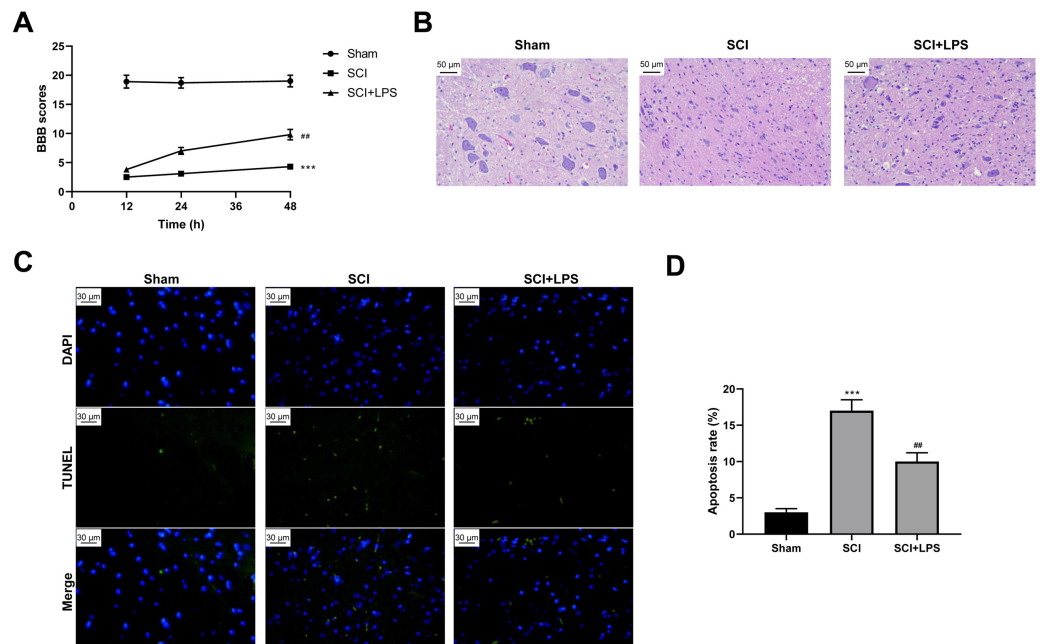 A
25
20
15
10
5
0
BBB scores
0 12 24 36 48
Time (h)
Sham
SCI
SCI+LPS
##
***
B
Sham SCI SCI+LPS
50 µm 50 µm 50 µm
C
Sham SCI SCI+LPS
DAPI
30 µm 30 µm 30 µm
TUNEL
30 µm 30 µm 30 µm
Merge
30 µm 30 µm 30 µm
D
20
15
10
5
0
Apoptosis rate (%)
***
##
Sham SCI SCI+LPS